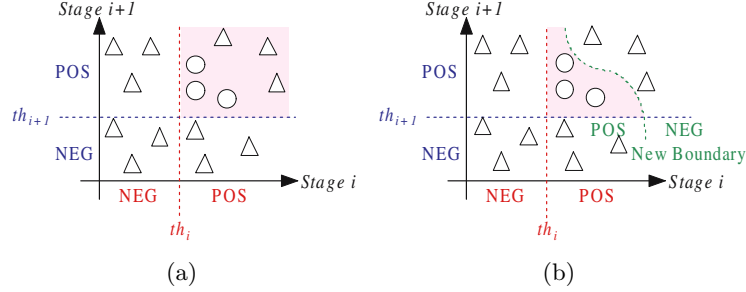 Stage i+1
POS
th_{i+1}
NEG
Stage i
NEG POS
th_i
(a)
Stage i+1
POS
th_{i+1}
POS NEG
NEG
New Boundary
Stage i
NEG POS
th_i
(b)